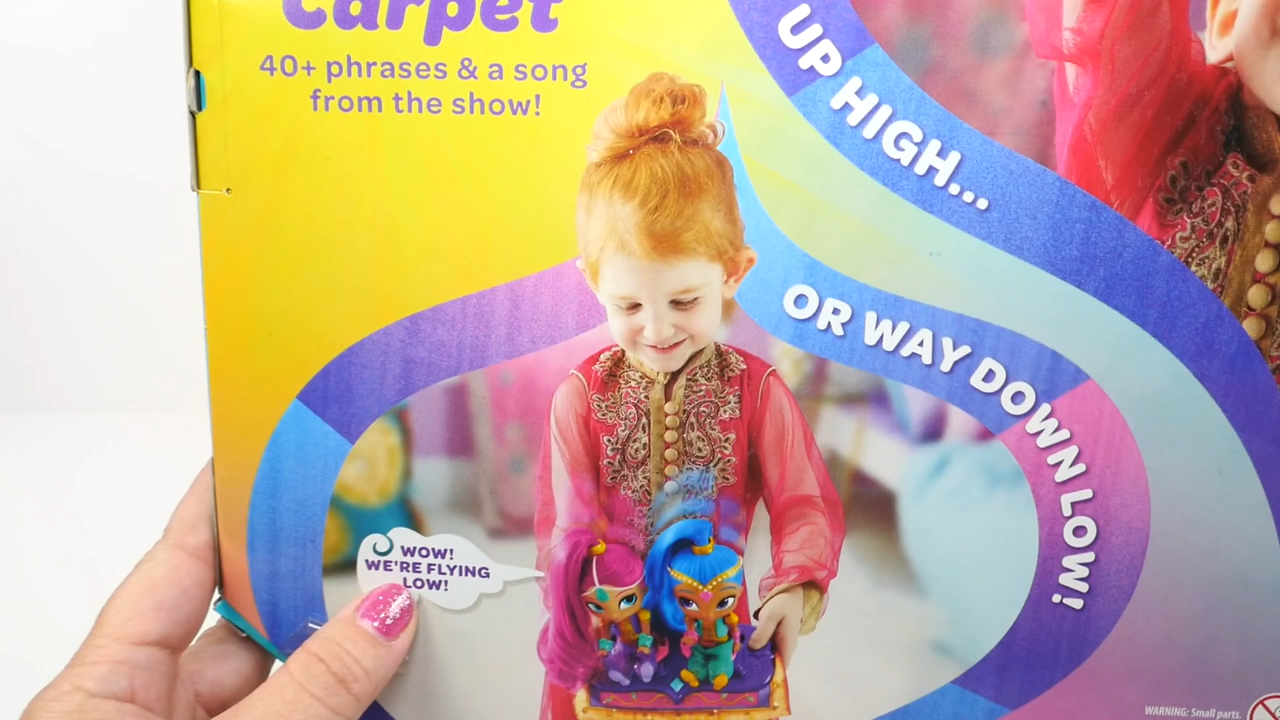 Carpet
40+ phrases & a song
from the show!
UP HIGH...
OR WAY DOWN LOW!
WOW!
WE'RE FLYING
LOW!
WARNING: Small parts.